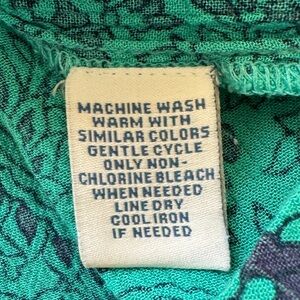 MACHINE WASH
WARM WITH
SIMILAR COLORS
GENTLE CYCLE
ONLY NON-
CHLORINE BLEACH
WHEN NEEDED
LINE DRY
COOL IRON
IF NEEDED